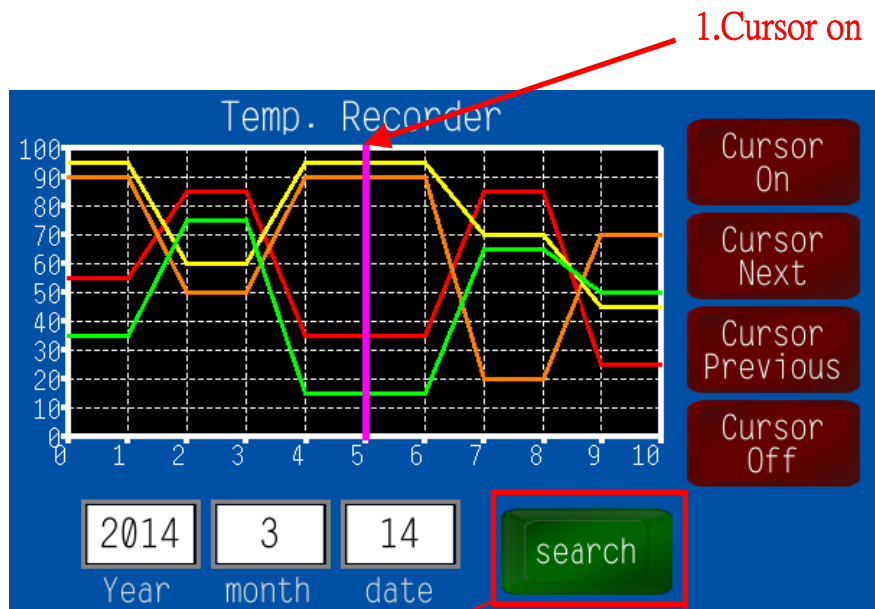 1.Cursor on
Temp. Recorder
100
90
80
70
60
50
40
30
20
10
0
0 1 2 3 4 5 6 7 8 9 10
Cursor
On
Cursor
Next
Cursor
Previous
Cursor
Off
2014 3 14
search
Year month date